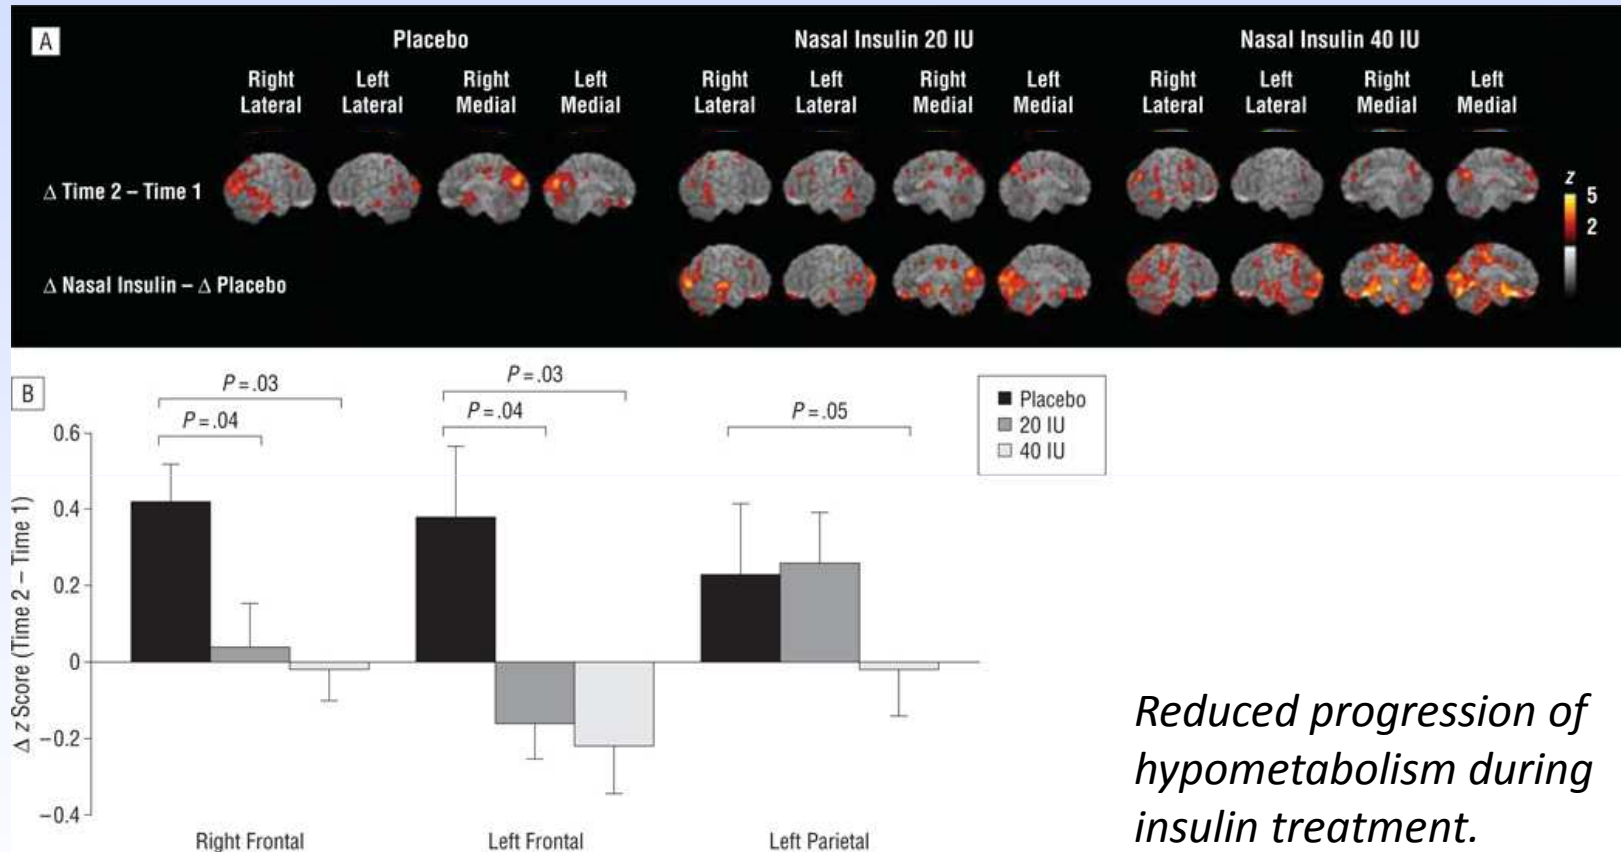 A
Placebo
Nasal Insulin 20 IU
Nasal Insulin 40 IU
Right Lateral
Left Lateral
Right Medial
Left Medial
Right Lateral
Left Lateral
Right Medial
Left Medial
Right Lateral
Left Lateral
Right Medial
Left Medial
Δ Time 2 – Time 1
Δ Nasal Insulin – Δ Placebo
z
5
2
B
P = .03
P = .04
P = .03
P = .04
P = .05
Placebo
20 IU
40 IU
Δ z Score (Time 2 – Time 1)
0.6
0.4
0.2
0
−0.2
−0.4
Right Frontal
Left Frontal
Left Parietal
Reduced progression of
hypometabolism during
insulin treatment.